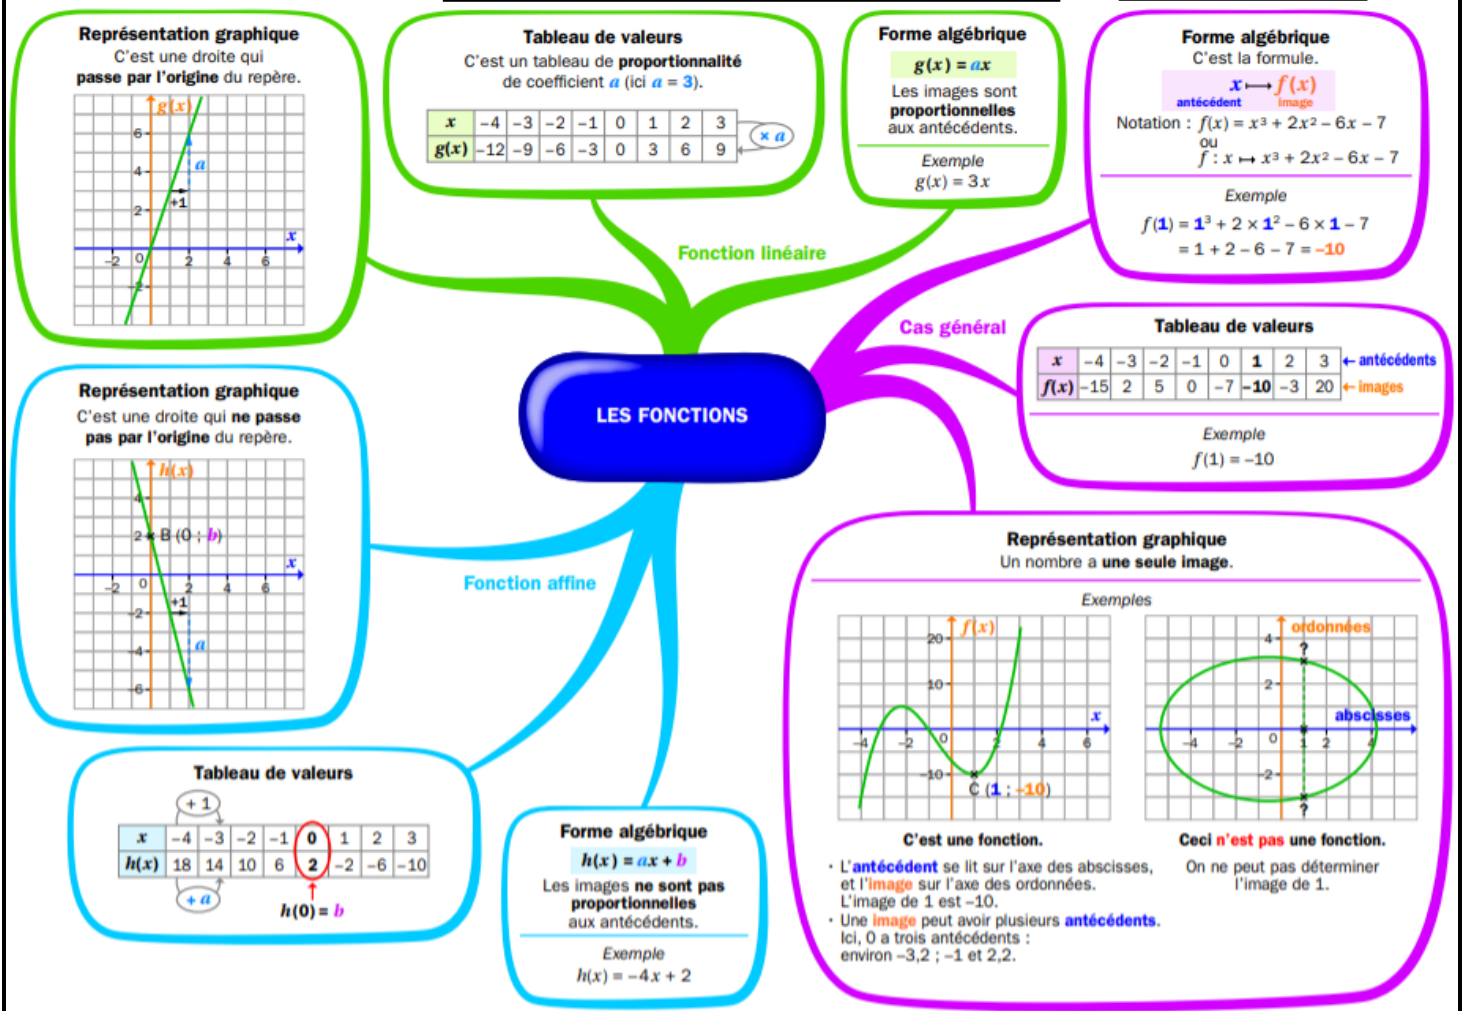 LES FONCTIONS
Fonction linéaire
Représentation graphique
C'est une droite qui
passe par l'origine du repère.
g(x)
6
4
2
-2
a
+1
x
-2 0 2 4 6
Tableau de valeurs
C'est un tableau de proportionnalité
de coefficient a (ici a = 3).
x –4 –3 –2 –1 0 1 2 3
g(x) –12 –9 –6 –3 0 3 6 9
× a
Forme algébrique
g(x) = ax
Les images sont
proportionnelles
aux antécédents.
Exemple
g(x) = 3x
Cas général
Forme algébrique
C'est la formule.
x ⟼ f(x)
antécédent image
Notation : f(x) = x³ + 2x² – 6x – 7
ou
f : x ↦ x³ + 2x² – 6x – 7
Exemple
f(1) = 1³ + 2 × 1² – 6 × 1 – 7
= 1 + 2 – 6 – 7 = –10
Tableau de valeurs
x –4 –3 –2 –1 0 1 2 3 ← antécédents
f(x) –15 2 5 0 –7 –10 –3 20 ← images
Exemple
f(1) = –10
Représentation graphique
Un nombre a une seule image.
Exemples
f(x)
20
10
–10
x
–4 –2 0 2 4 6
C (1 ; –10)
C'est une fonction.
· L'antécédent se lit sur l'axe des abscisses,
et l'image sur l'axe des ordonnées.
L'image de 1 est –10.
· Une image peut avoir plusieurs antécédents.
Ici, 0 a trois antécédents :
environ –3,2 ; –1 et 2,2.
ordonnées
4
2
–2
?
abscisses
–4 –2 0 1 2 4
?
Ceci n'est pas une fonction.
On ne peut pas déterminer
l'image de 1.
Fonction affine
Représentation graphique
C'est une droite qui ne passe
pas par l'origine du repère.
h(x)
4
2
B (0 ; b)
x
–2 0 2 4 6
+1
–2
a
–4
–6
Tableau de valeurs
+ 1
x –4 –3 –2 –1 0 1 2 3
h(x) 18 14 10 6 2 –2 –6 –10
+ a
h(0) = b
Forme algébrique
h(x) = ax + b
Les images ne sont pas
proportionnelles
aux antécédents.
Exemple
h(x) = –4x + 2